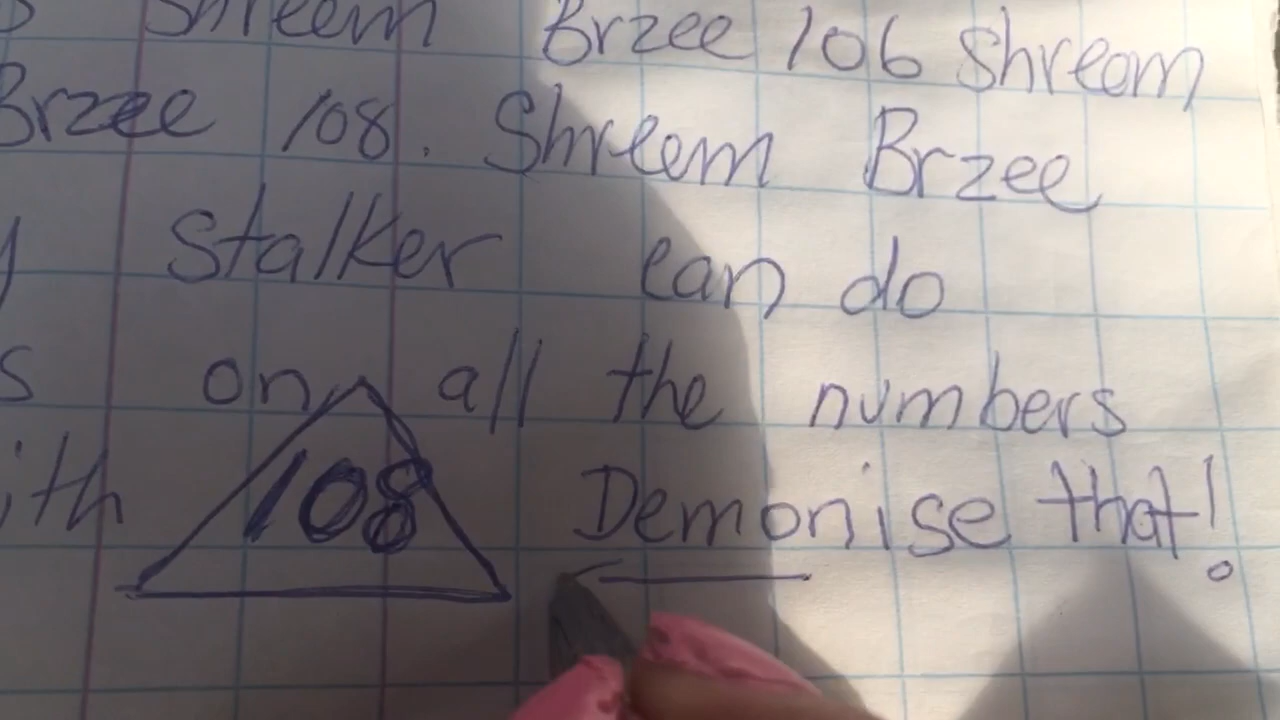 Shreem Brzee 106 Shreem
Brzee 108. Shreem Brzee
stalker can do
on all the numbers
108 Demonise that!